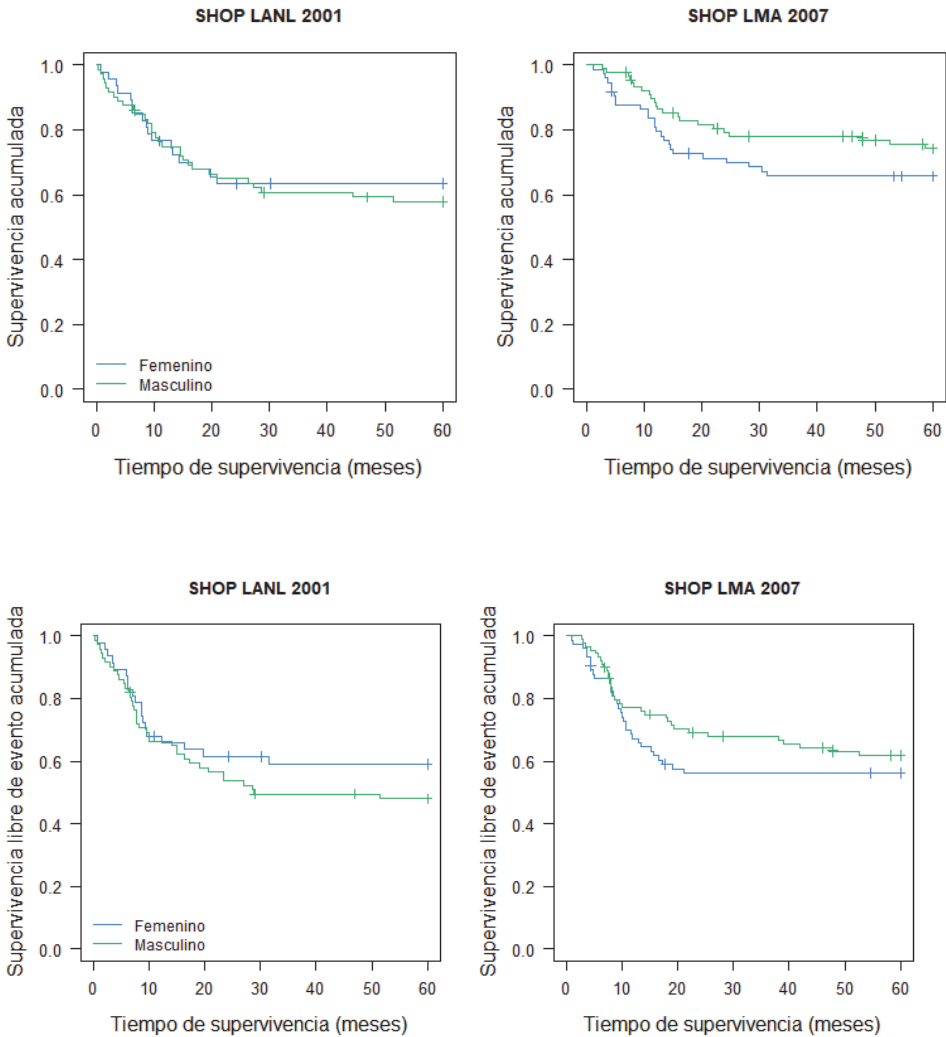 SHOP LANL 2001
Supervivencia acumulada
1.0
0.8
0.6
0.4
0.2
0.0
Femenino
Masculino
0 10 20 30 40 50 60
Tiempo de supervivencia (meses)
SHOP LMA 2007
Supervivencia acumulada
1.0
0.8
0.6
0.4
0.2
0.0
0 10 20 30 40 50 60
Tiempo de supervivencia (meses)
SHOP LANL 2001
Supervivencia libre de evento acumulada
1.0
0.8
0.6
0.4
0.2
0.0
Femenino
Masculino
0 10 20 30 40 50 60
Tiempo de supervivencia (meses)
SHOP LMA 2007
Supervivencia libre de evento acumulada
1.0
0.8
0.6
0.4
0.2
0.0
0 10 20 30 40 50 60
Tiempo de supervivencia (meses)